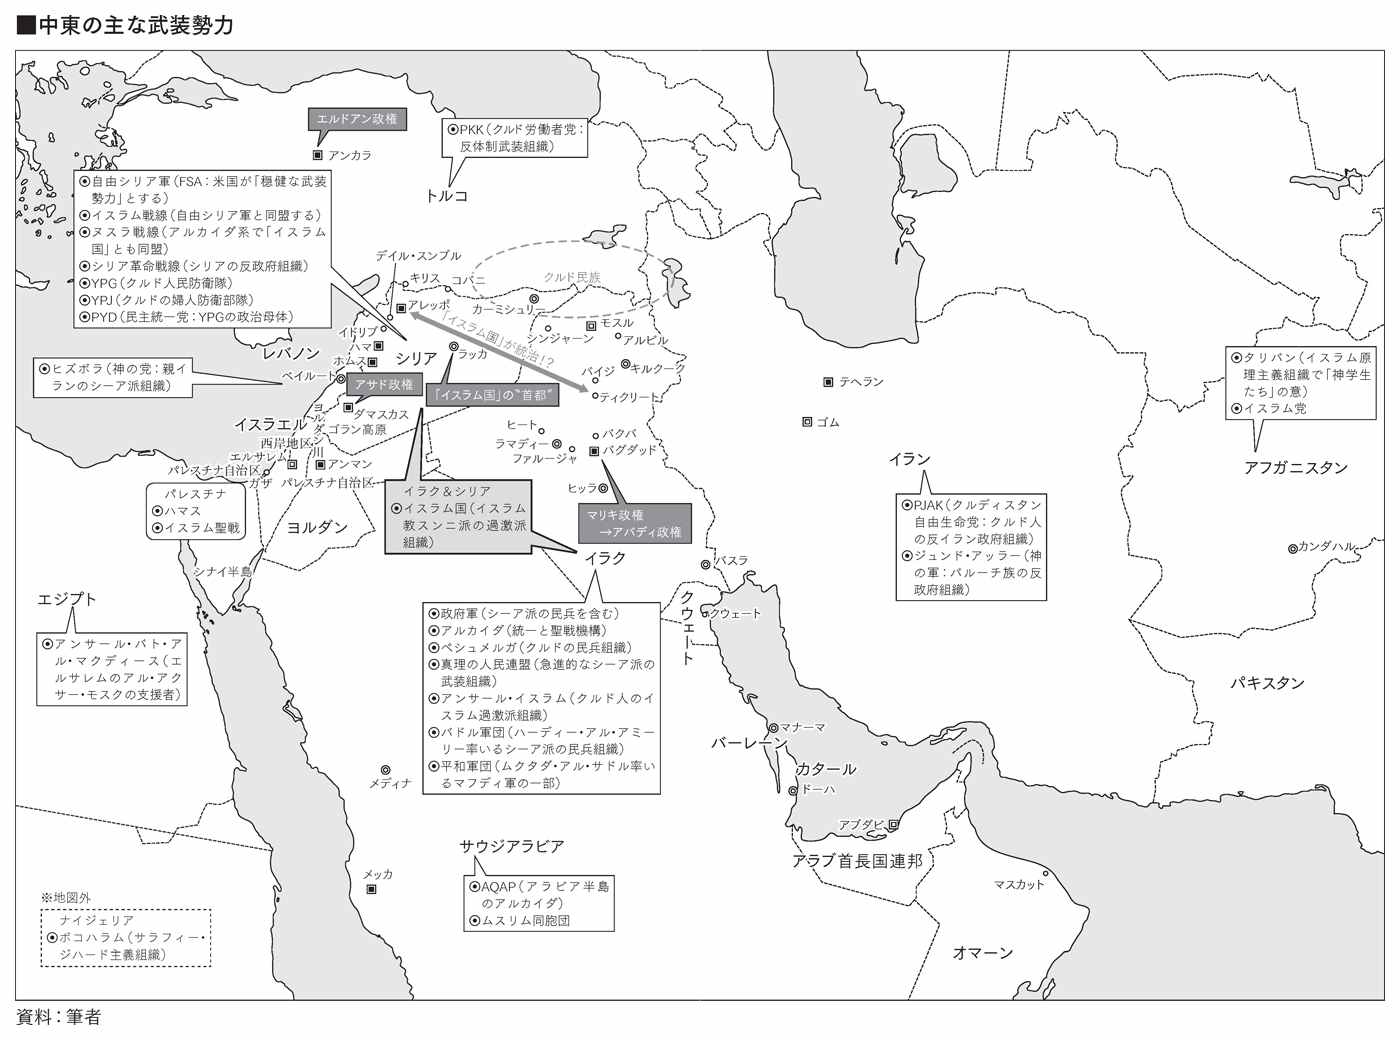 ■中東の主な武装勢力
エルドアン政権
アンカラ
PKK（クルド労働者党：
反体制武装組織）
トルコ
自由シリア軍（FSA：米国が「穏健な武装
勢力」とする）
イスラム戦線（自由シリア軍と同盟する）
ヌスラ戦線（アルカイダ系で「イスラム
国」とも同盟）
シリア革命戦線（シリアの反政府組織）
YPG（クルド人民防衛隊）
YPJ（クルドの婦人防衛部隊）
PYD（民主統一党：YPGの政治母体）
デイル・スンブル
キリス
コバニ
クルド民族
カーミシュリー
アレッポ
「イスラム国」が統治!?
イドリブ
ハマ
ホムス
シリア
ラッカ
シンジャーン
モスル
アルビル
バイジ
キルクーク
ティクリート
レバノン
ヒズボラ（神の党：親イ
ランのシーア派組織）
ベイルート
アサド政権
「イスラム国」の“首都”
ダマスカス
ゴラン高原
ヨルダン川
イスラエル
西岸地区
エルサレム
パレスチナ自治区
ガザ
アンマン
パレスチナ自治区
ヒート
ラマディー
ファルージャ
バクバ
バグダッド
ヒッラ
テヘラン
ゴム
タリバン（イスラム原
理主義組織で「神学生
たち」の意）
イスラム党
アフガニスタン
パレスチナ
ハマス
イスラム聖戦
ヨルダン
イラク＆シリア
イスラム国（イスラム
教スンニ派の過激派
組織）
マリキ政権
→アバディ政権
イラク
イラン
PJAK（クルディスタン
自由生命党：クルド人
の反イラン政府組織）
ジュンド・アッラー（神
の軍：バルーチ族の反
政府組織）
カンダハル
バスラ
シナイ半島
エジプト
アンサール・バト・ア
ル・マクディース（エ
ルサレムのアル・アク
サー・モスクの支援者）
政府軍（シーア派の民兵を含む）
アルカイダ（統一と聖戦機構）
ペシュメルガ（クルドの民兵組織）
真理の人民連盟（急進的なシーア派の
武装組織）
アンサール・イスラム（クルド人のイ
スラム過激派組織）
バドル軍団（ハーディー・アル・アミー
リー率いるシーア派の民兵組織）
平和軍団（ムクタダ・アル・サドル率い
るマフディ軍の一部）
クウェート
クウェート
パキスタン
マナーマ
バーレーン
カタール
ドーハ
メディナ
アブダビ
アラブ首長国連邦
サウジアラビア
AQAP（アラビア半島
のアルカイダ）
ムスリム同胞団
メッカ
マスカット
オマーン
※地図外
ナイジェリア
ボコハラム（サラフィー・
ジハード主義組織）
資料：筆者